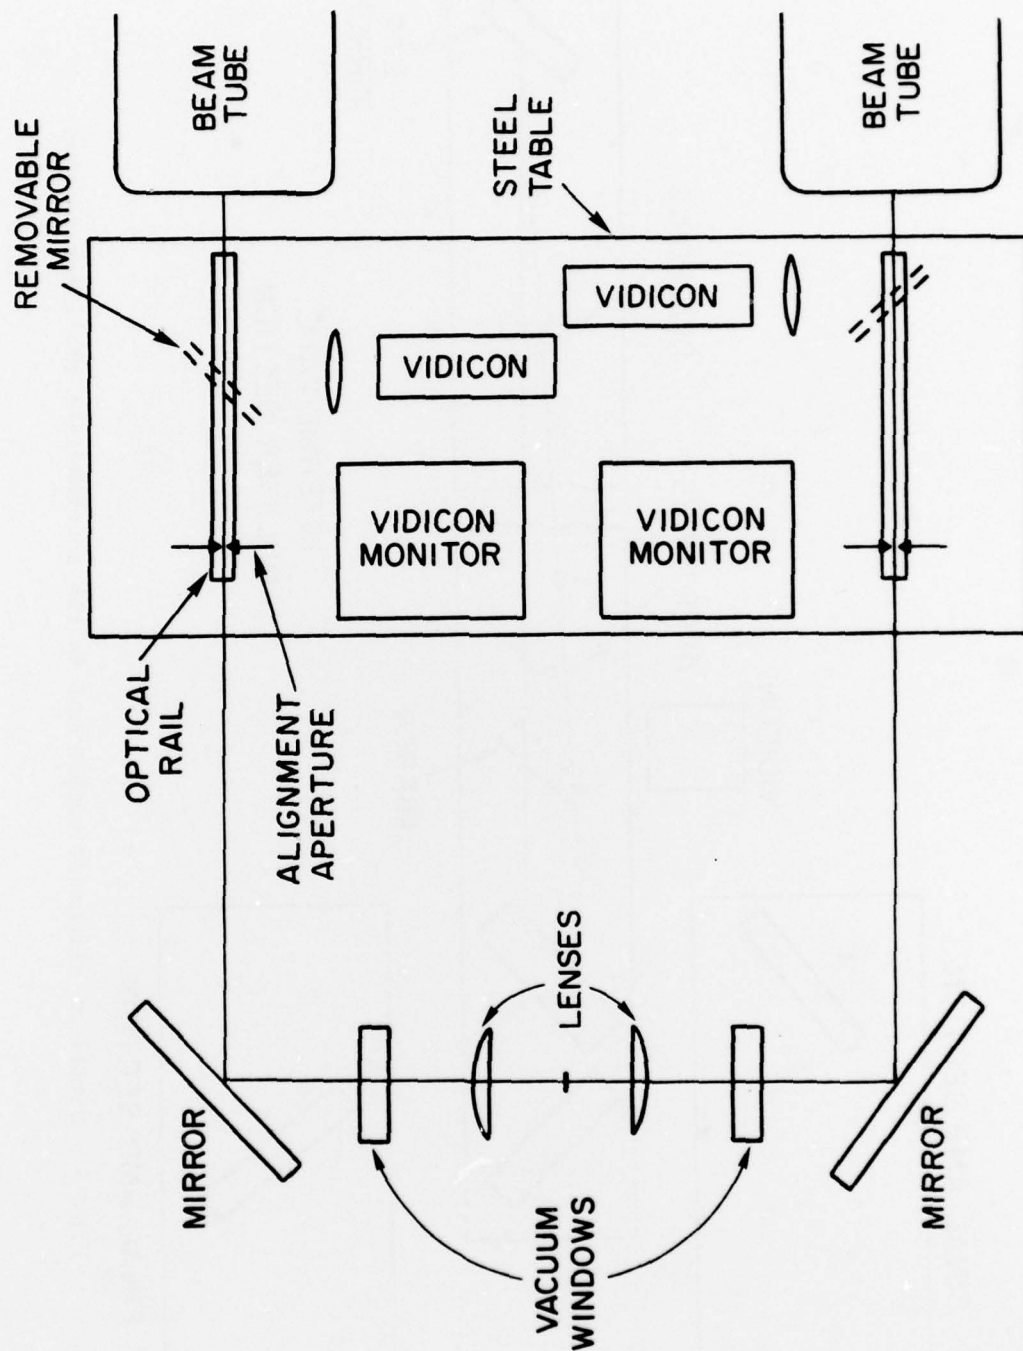 REMOVABLE
MIRROR
BEAM
TUBE
STEEL
TABLE
BEAM
TUBE
VIDICON
VIDICON
VIDICON
MONITOR
VIDICON
MONITOR
OPTICAL
RAIL
ALIGNMENT
APERTURE
LENSES
MIRROR
MIRROR
VACUUM
WINDOWS